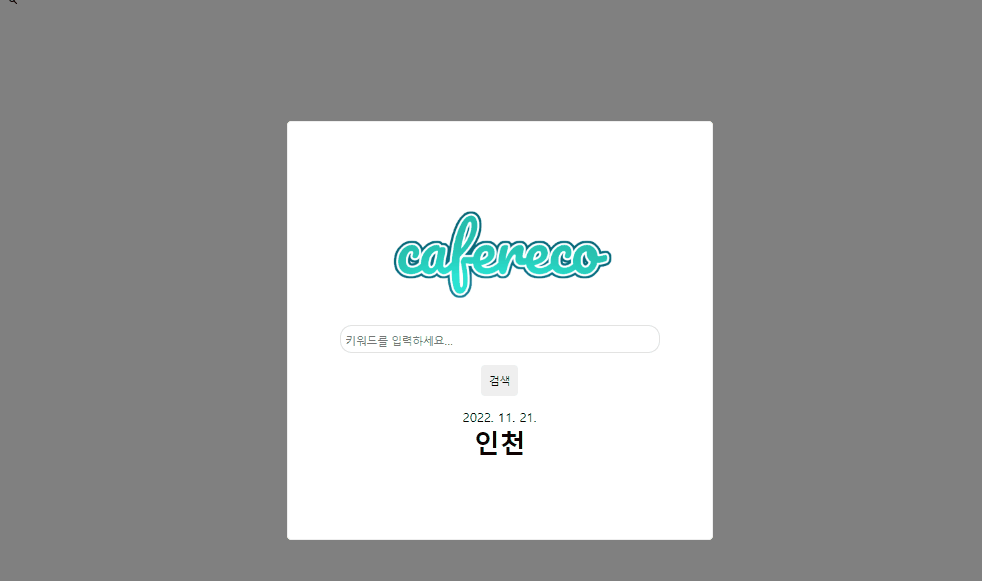 cafereco
키워드를 입력하세요...
검색
2022. 11. 21.
인천